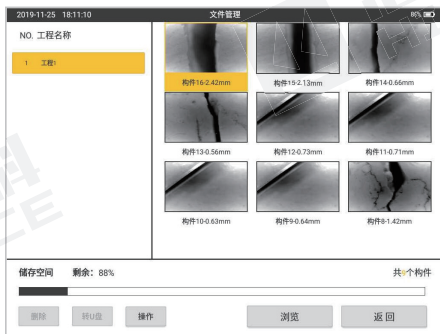 2019-11-25 18:11:10 文件管理 86%
NO. 工程名称
1 工程1
构件16-2.42mm 构件15-2.13mm 构件14-0.66mm
构件13-0.56mm 构件12-0.73mm 构件11-0.71mm
构件10-0.63mm 构件9-0.64mm 构件8-1.42mm
储存空间 剩余：88% 共9个构件
删除 转U盘 操作 浏览 返回